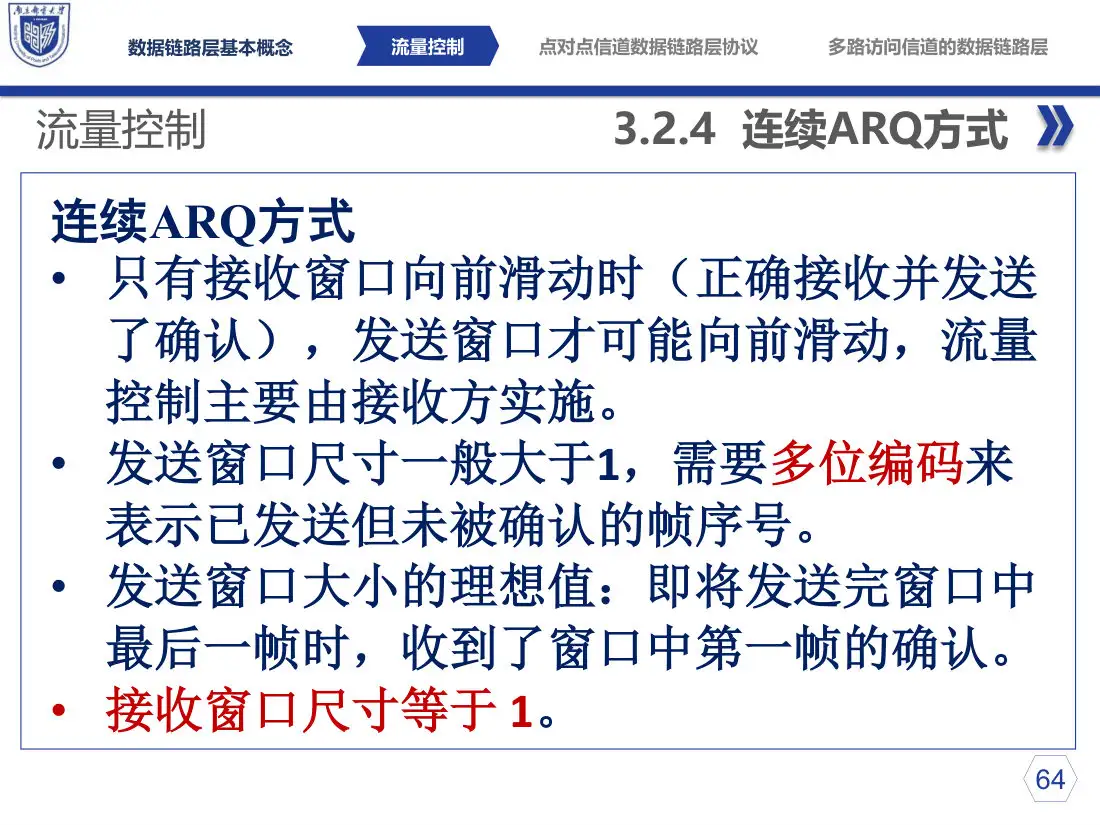 数据链路层基本概念
流量控制
点对点信道数据链路层协议
多路访问信道的数据链路层
流量控制
3.2.4 连续ARQ方式
连续ARQ方式
• 只有接收窗口向前滑动时（正确接收并发送
了确认），发送窗口才可能向前滑动，流量
控制主要由接收方实施。
• 发送窗口尺寸一般大于1，需要多位编码来
表示已发送但未被确认的帧序号。
• 发送窗口大小的理想值：即将发送完窗口中
最后一帧时，收到了窗口中第一帧的确认。
• 接收窗口尺寸等于 1。
64